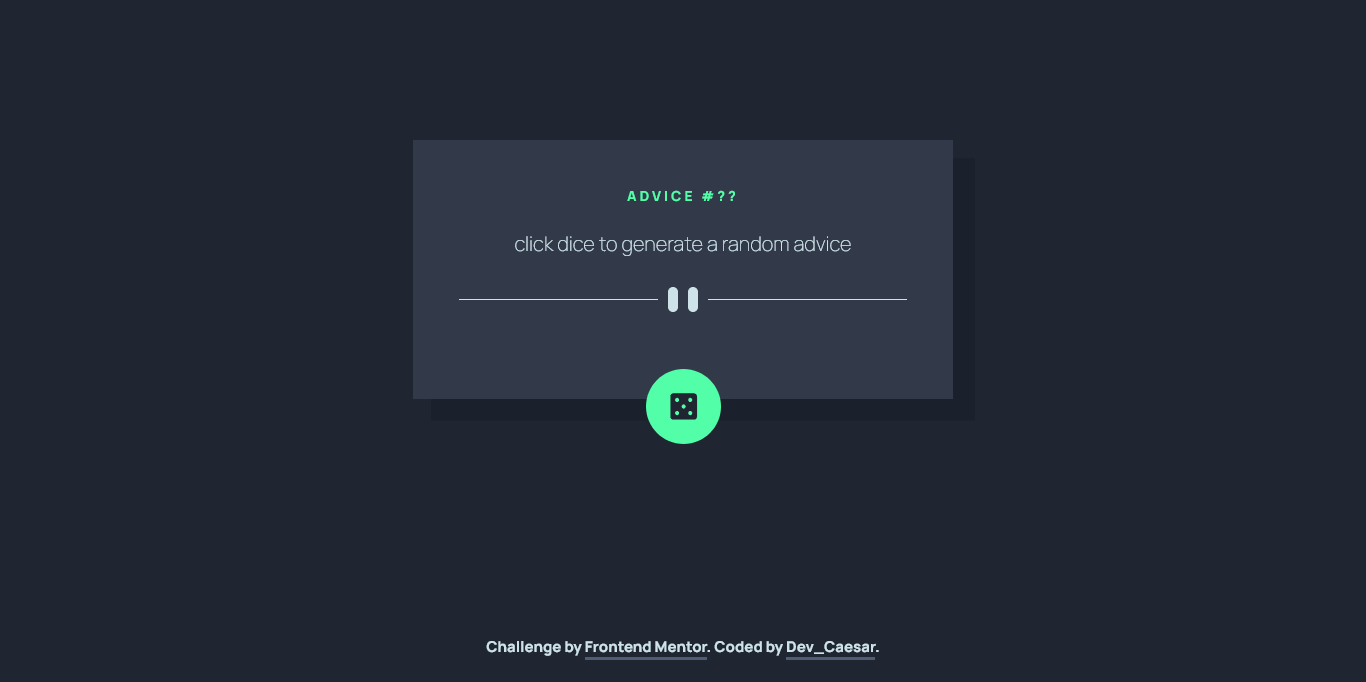 ADVICE #??
click dice to generate a random advice
Challenge by Frontend Mentor. Coded by Dev_Caesar.